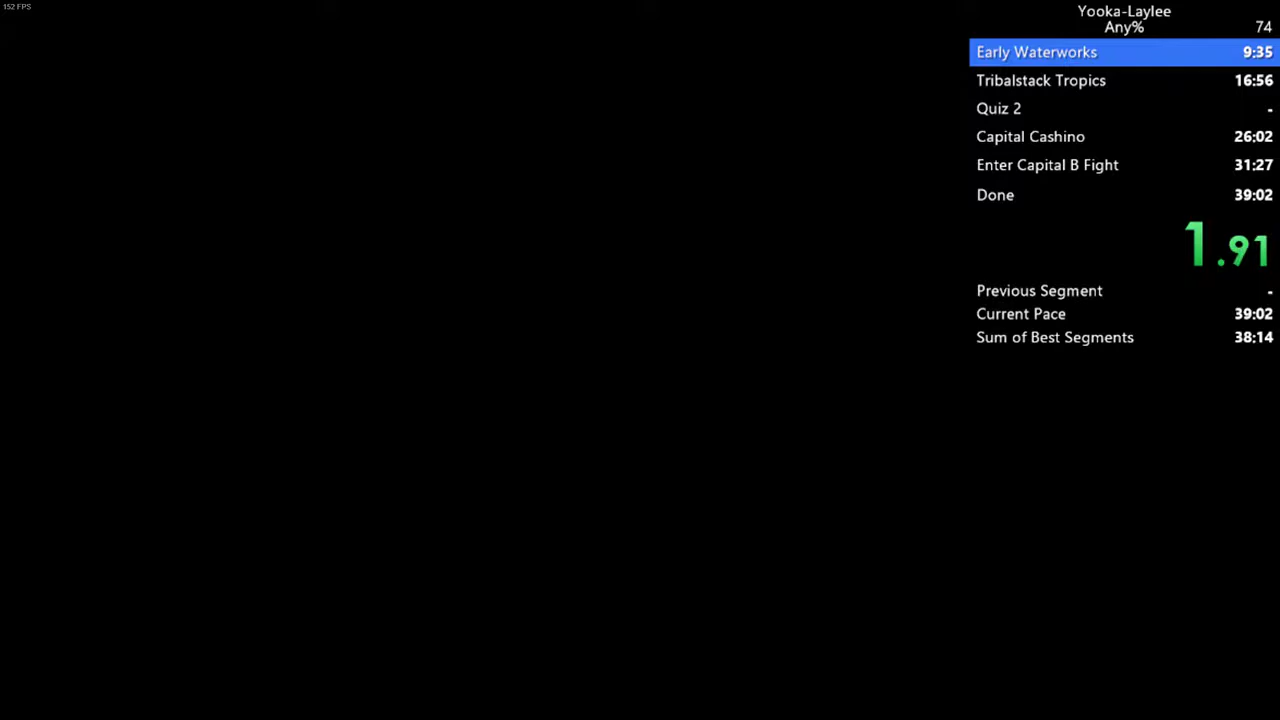 152 FPS
Yooka-Laylee
Any% 74
Early Waterworks 9:35
Tribalstack Tropics 16:56
Quiz 2 -
Capital Cashino 26:02
Enter Capital B Fight 31:27
Done 39:02
1.91
Previous Segment -
Current Pace 39:02
Sum of Best Segments 38:14